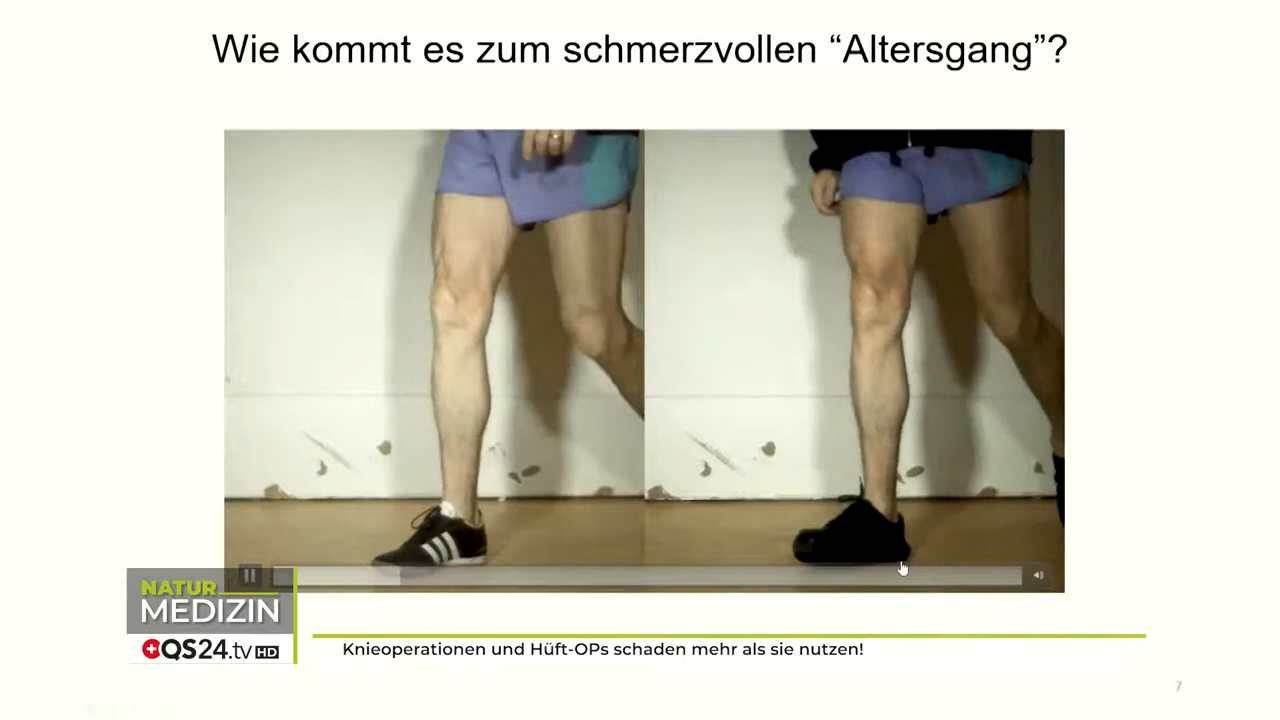 Wie kommt es zum schmerzvollen “Altersgang”?
NATUR
MEDIZIN
QS24.tv HD
Knieoperationen und Hüft-OPs schaden mehr als sie nutzen!
7